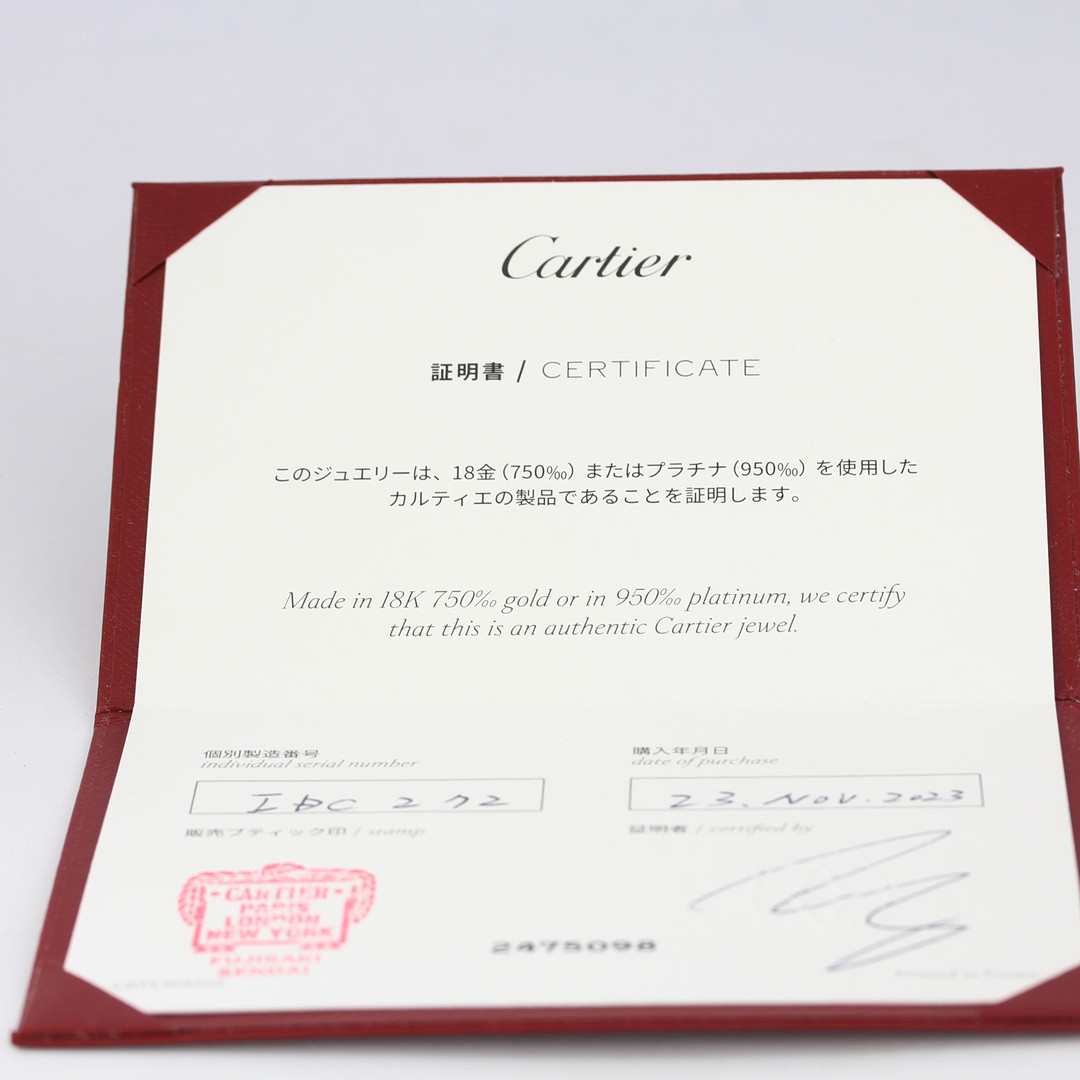 Cartier
証明書 / CERTIFICATE
このジュエリーは、18金(750‰)またはプラチナ(950‰)を使用した
カルティエの製品であることを証明します。
Made in 18K 750‰ gold or in 950‰ platinum, we certify
that this is an authentic Cartier jewel.
個別製造番号
individual serial number
購入年月日
date of purchase
272
23. NOV. 2023
販売ブティック印 / stamp
証明者 / certified by
CARTIER
PARIS
LONDON
NEW YORK
FUJISAKI
SENDAI
2475098
Printed in France